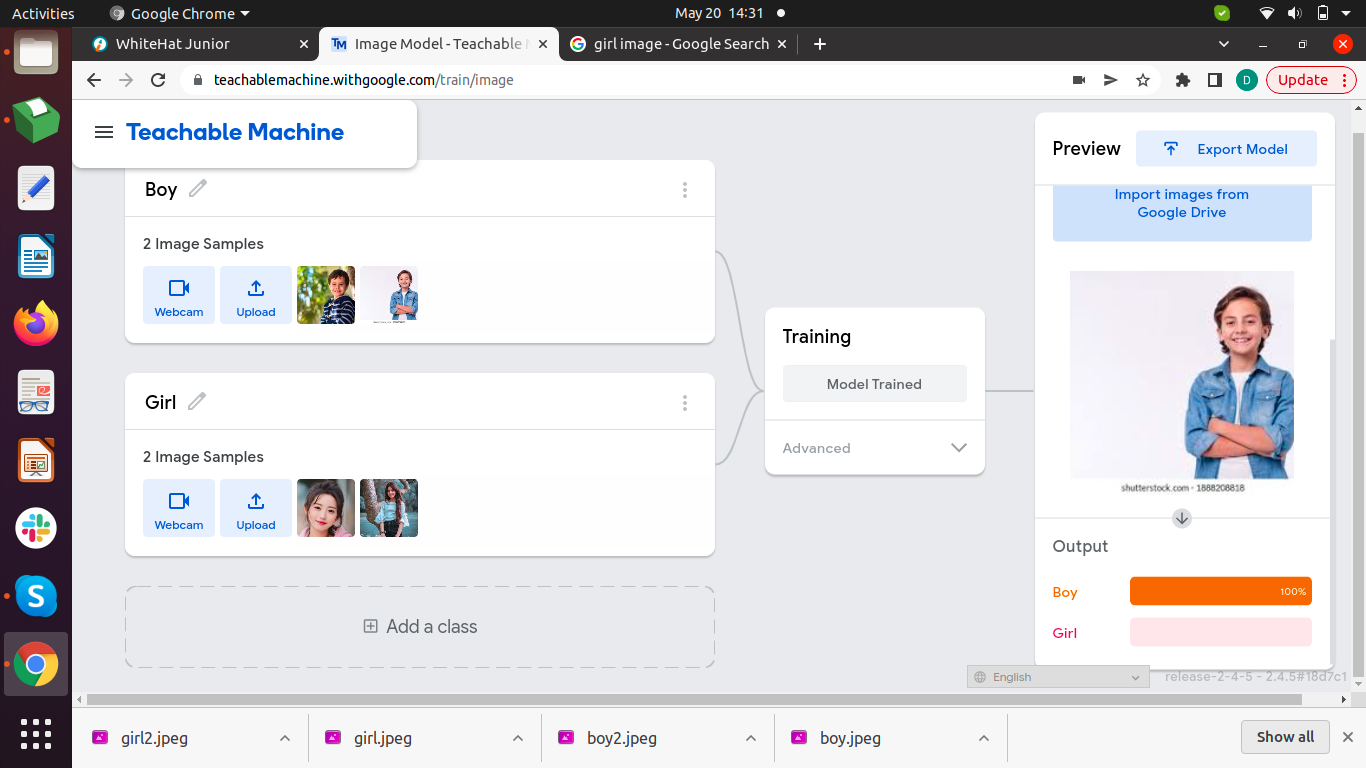 Activities
Google Chrome
May 20 14:31
WhiteHat Junior
Image Model - Teachable
girl image - Google Search
teachablemachine.withgoogle.com/train/image
Update
D
Teachable Machine
Boy
2 Image Samples
Webcam
Upload
Girl
2 Image Samples
Webcam
Upload
Add a class
Training
Model Trained
Advanced
Preview
Export Model
Import images from
Google Drive
shutterstock.com · 1888208818
Output
Boy
100%
Girl
English
release-2-4-5 - 2.4.5#18d7c1
girl2.jpeg
girl.jpeg
boy2.jpeg
boy.jpeg
Show all